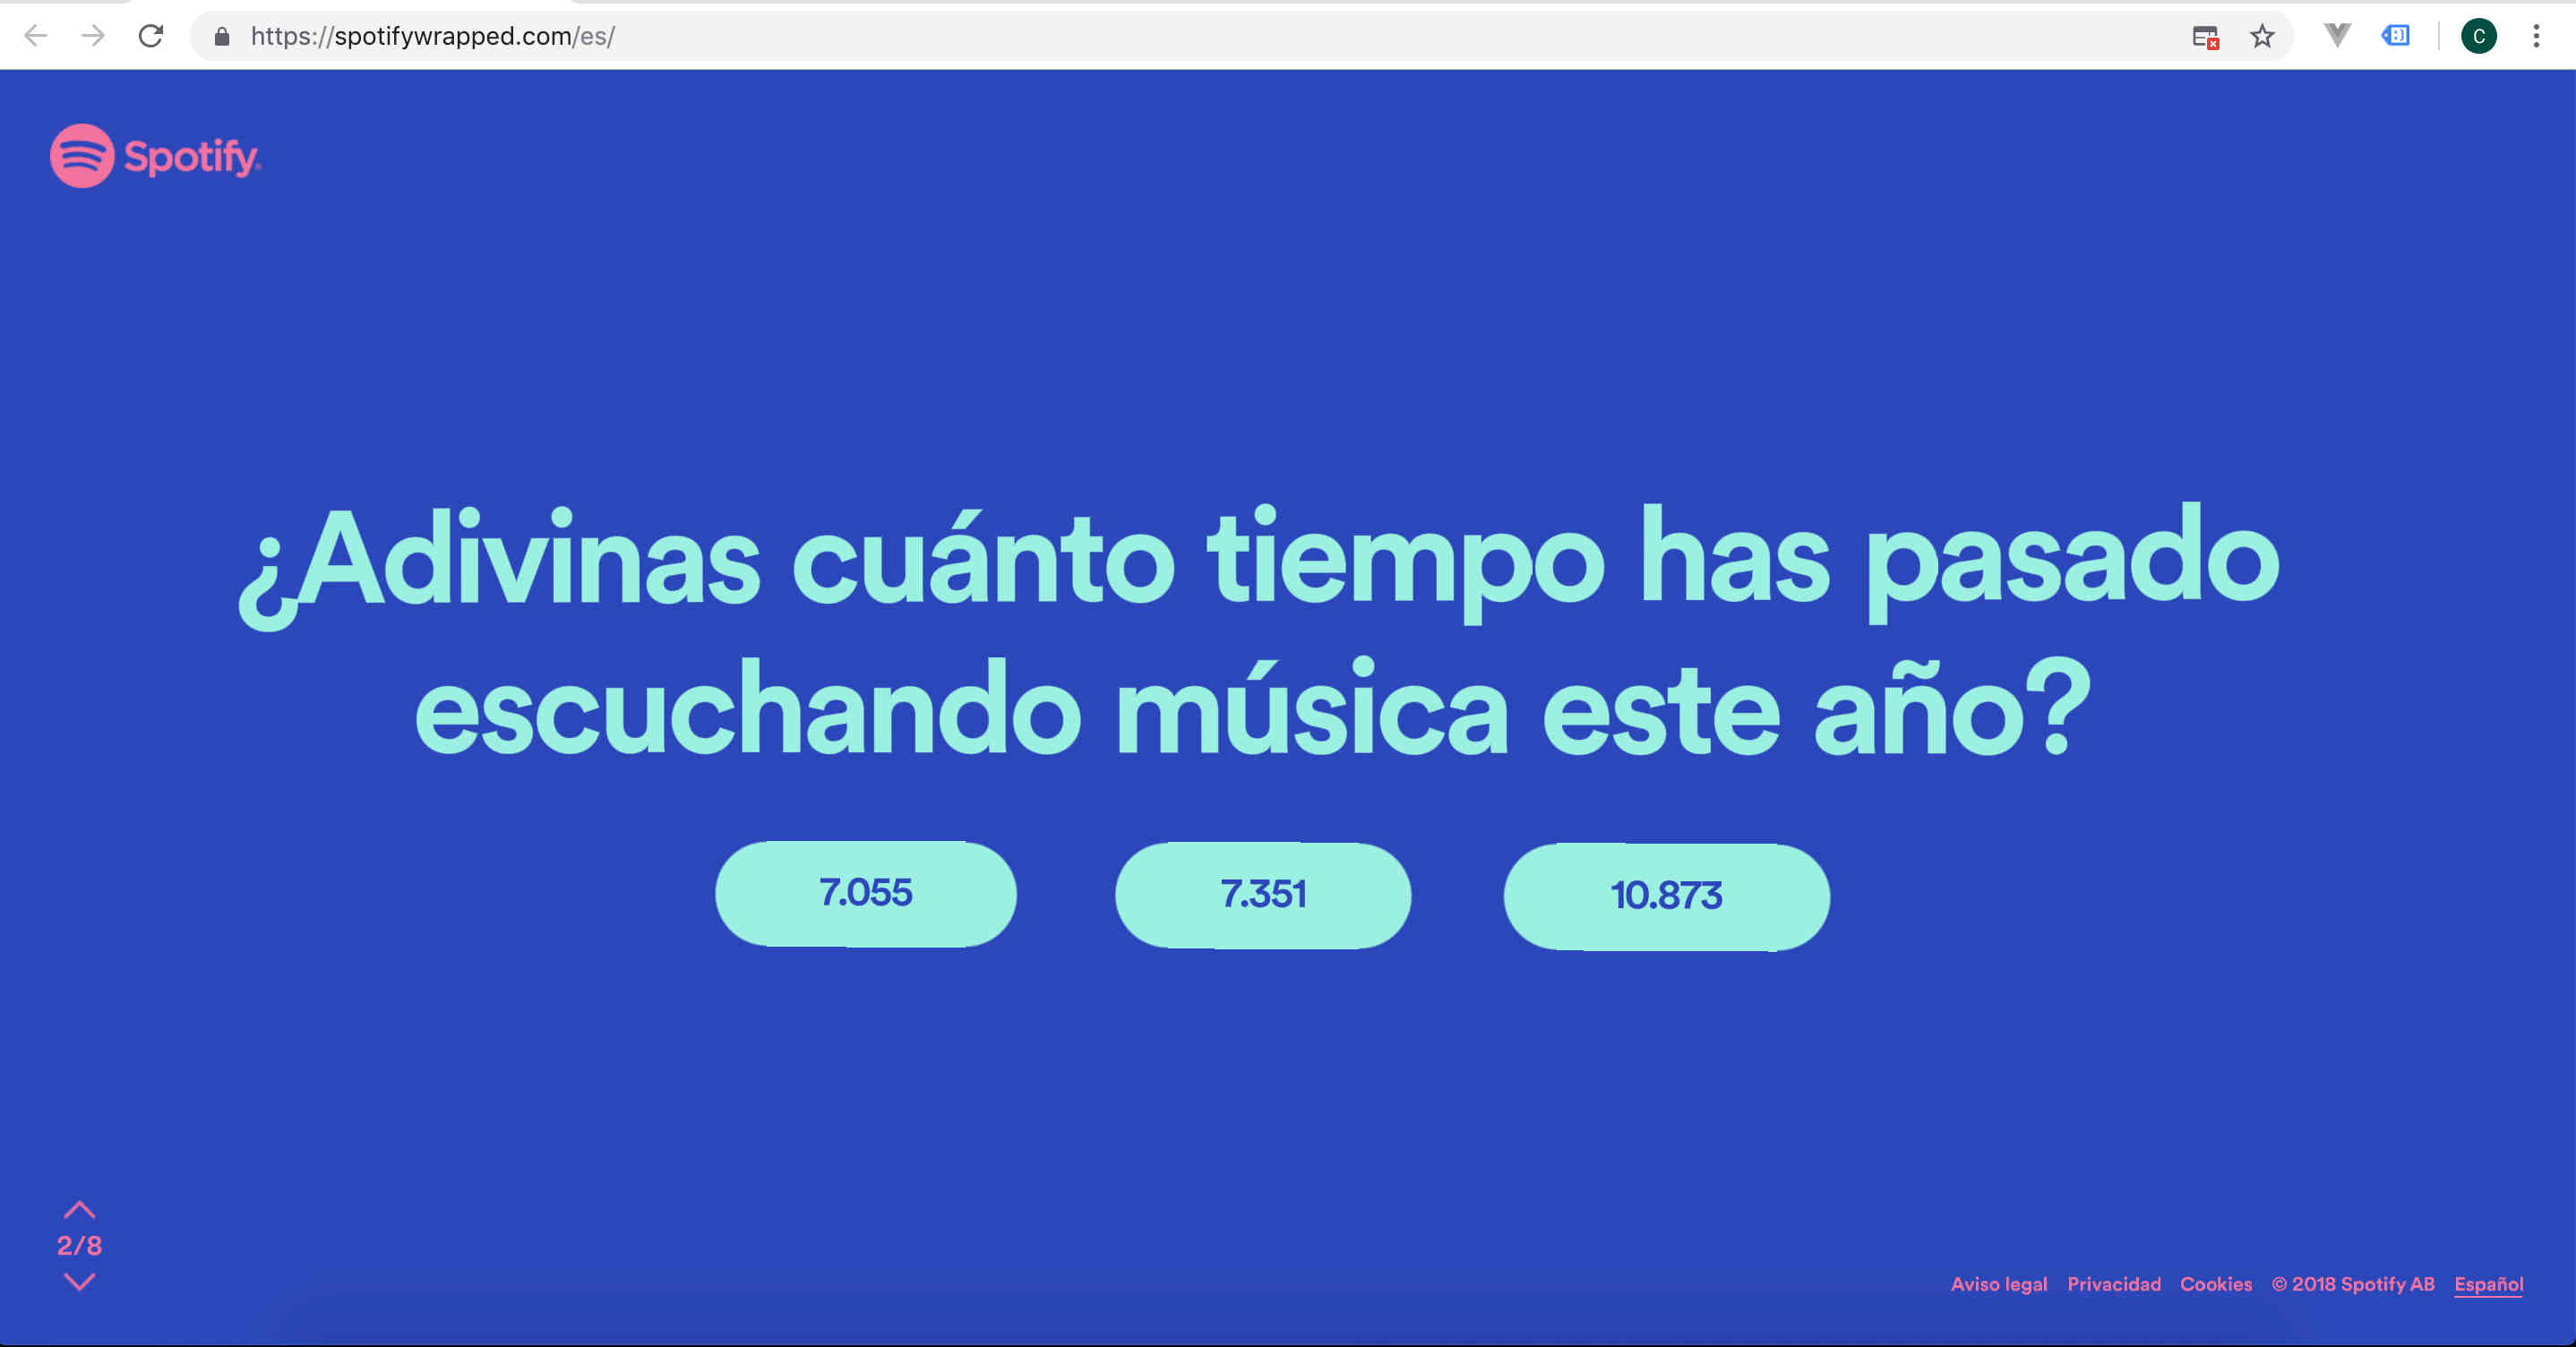 https://spotifywrapped.com/es/
C
Spotify
¿Adivinas cuánto tiempo has pasado
escuchando música este año?
7.055
7.351
10.873
2/8
Aviso legal Privacidad Cookies © 2018 Spotify AB Español